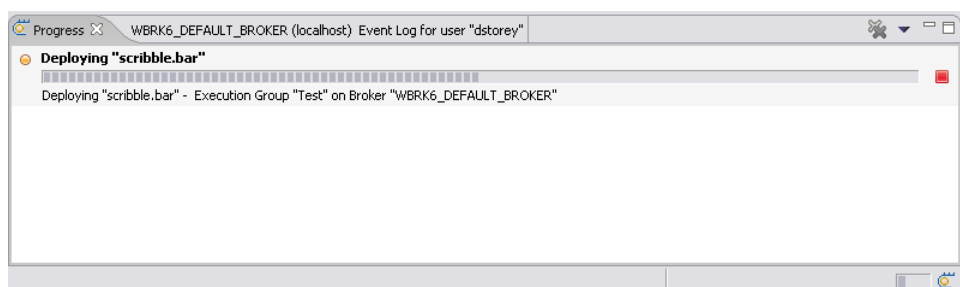 Progress WBRK6_DEFAULT_BROKER (localhost) Event Log for user "dstorey"
Deploying "scribble.bar"
Deploying "scribble.bar" - Execution Group "Test" on Broker "WBRK6_DEFAULT_BROKER"